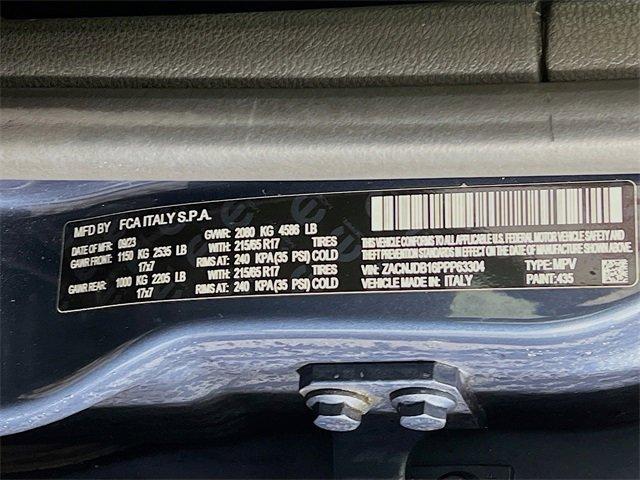 MFD BY FCA ITALY S.P.A.
DATE OF MFR: 09/23 GVWR: 2080 KG 4586 LB
GAWR FRONT: 1150 KG 2535 LB WITH: 215/65 R17 TIRES
17x7 RIMS AT: 240 KPA(35 PSI) COLD
GAWR REAR: 1000 KG 2205 LB WITH: 215/65 R17 TIRES
17x7 RIMS AT: 240 KPA(35 PSI) COLD
THIS VEHICLE CONFORMS TO ALL APPLICABLE U.S.
FEDERAL MOTOR VEHICLE SAFETY, BUMPER, AND
THEFT PREVENTION STANDARDS IN EFFECT ON THE
DATE OF MANUFACTURE SHOWN ABOVE.
VIN: ZACNJDB16PPP63304 TYPE: MPV
VEHICLE MADE IN: ITALY PAINT: 435